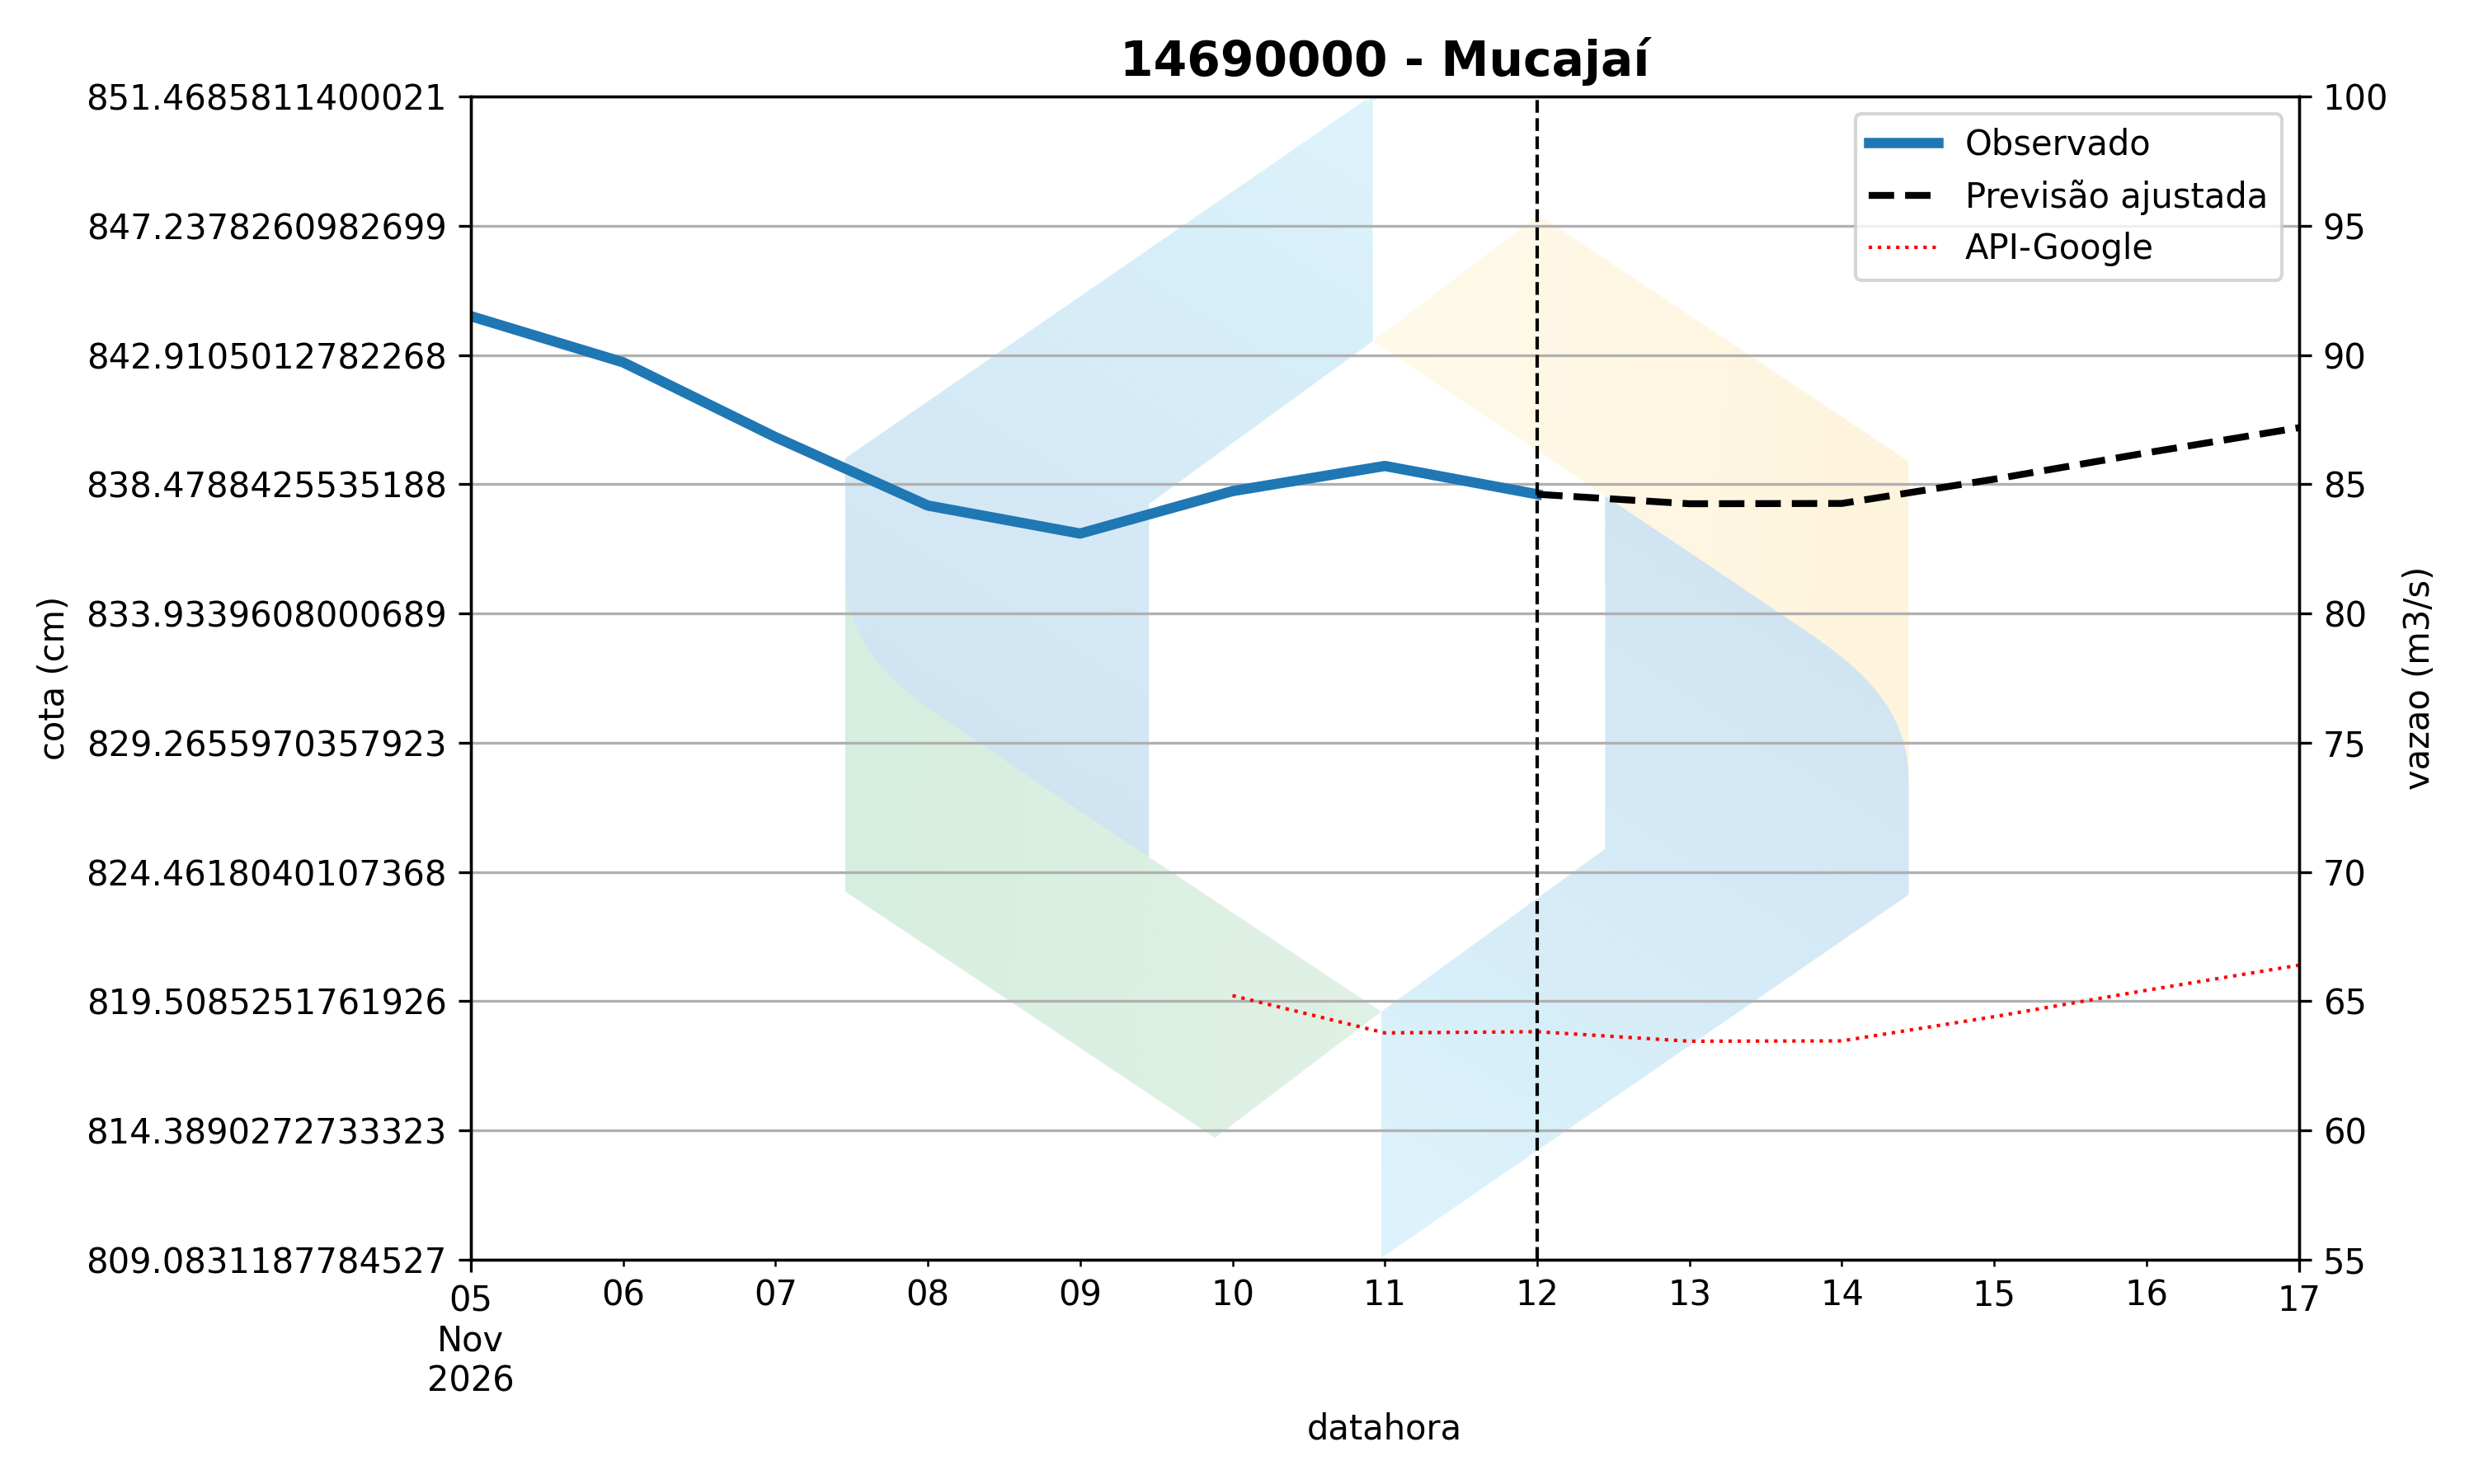 14690000 - Mucajaí
851.4685811400021
847.2378260982699
842.9105012782268
838.4788425535188
833.9339608000689
829.2655970357923
824.4618040107368
819.5085251761926
814.3890272733323
809.0831187784527
cota (cm)
100
95
90
85
80
75
70
65
60
55
vazao (m3/s)
Observado
Previsão ajustada
API-Google
05 06 07 08 09 10 11 12 13 14 15 16 17
Nov
2026
datahora